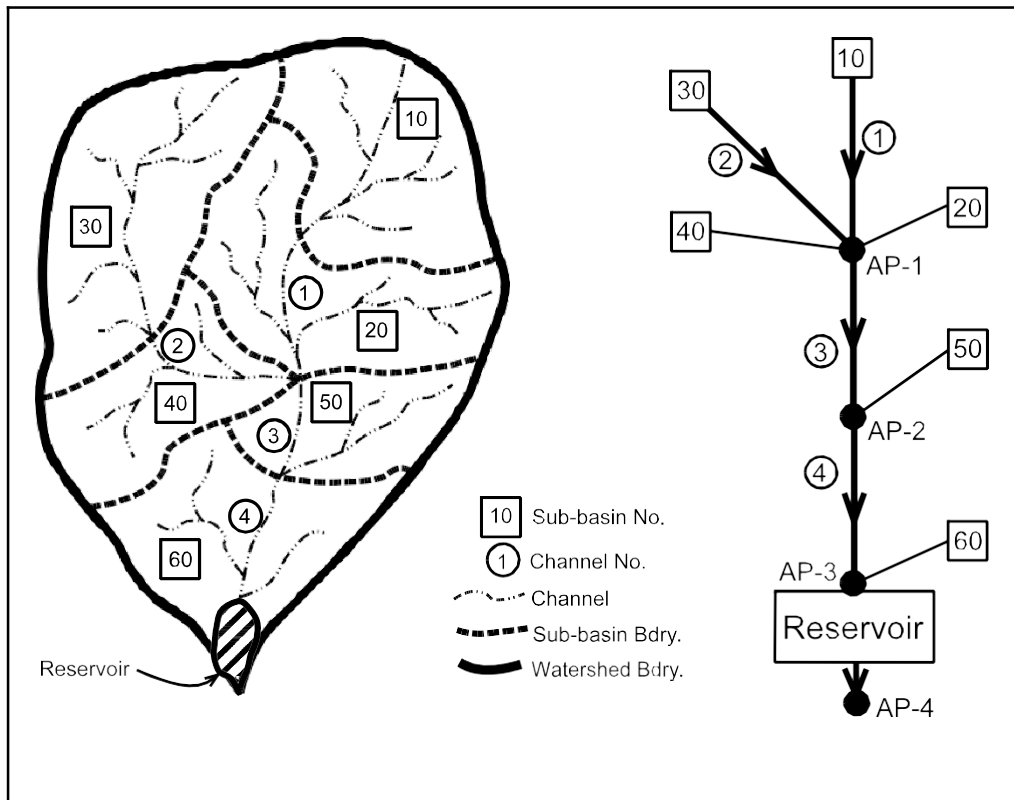 10
30
1
20
2
40
50
3
4
60
Reservoir
10 Sub-basin No.
1 Channel No.
Channel
Sub-basin Bdry.
Watershed Bdry.
10
30
1
2
20
40
AP-1
3
50
AP-2
4
60
AP-3
Reservoir
AP-4